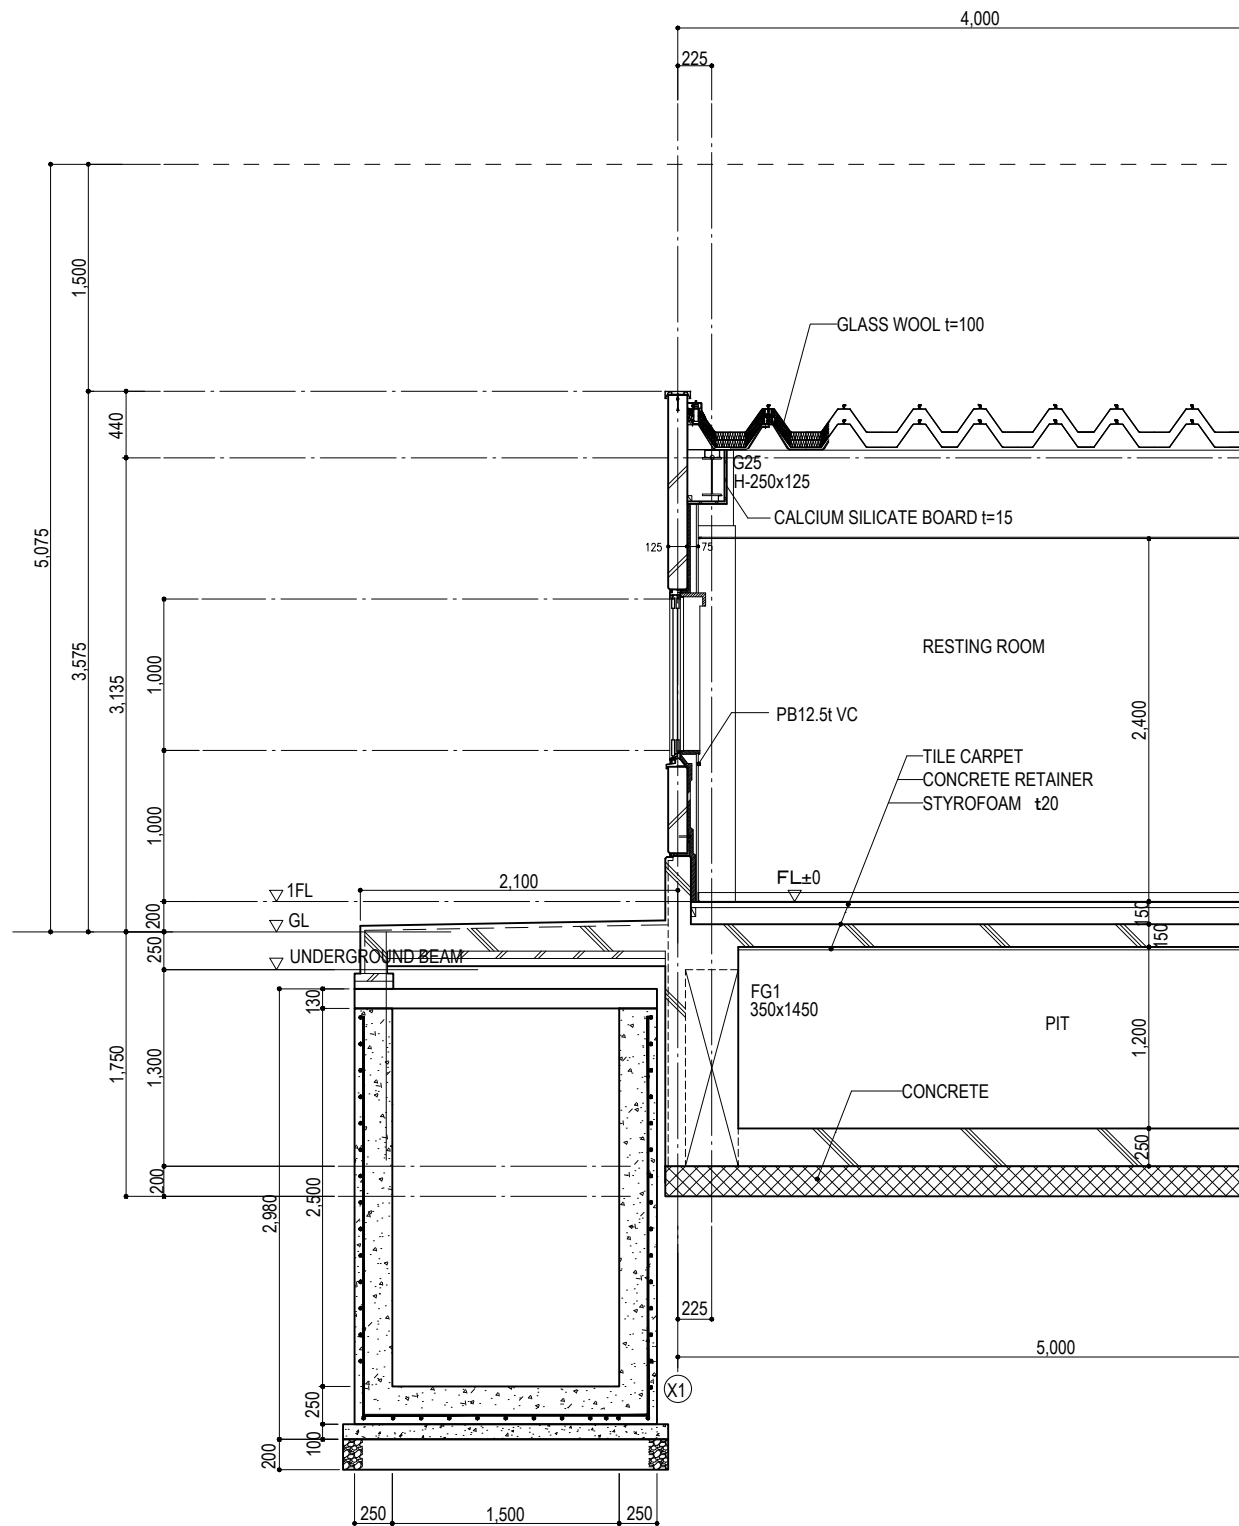 4,000
225
1,500
GLASS WOOL t=100
440
G25
H-250x125
CALCIUM SILICATE BOARD t=15
125
75
5,075
3,575
3,135
1,000
RESTING ROOM
PB12.5t VC
2,400
TILE CARPET
CONCRETE RETAINER
STYROFOAM t20
1,000
2,100
FL±0
1FL
200
GL
150
250
150
UNDERGROUND BEAM
130
FG1
350x1450
PIT
1,200
1,750
1,300
CONCRETE
250
200
2,500
2,980
225
5,000
X1
250
100
200
250
1,500
250